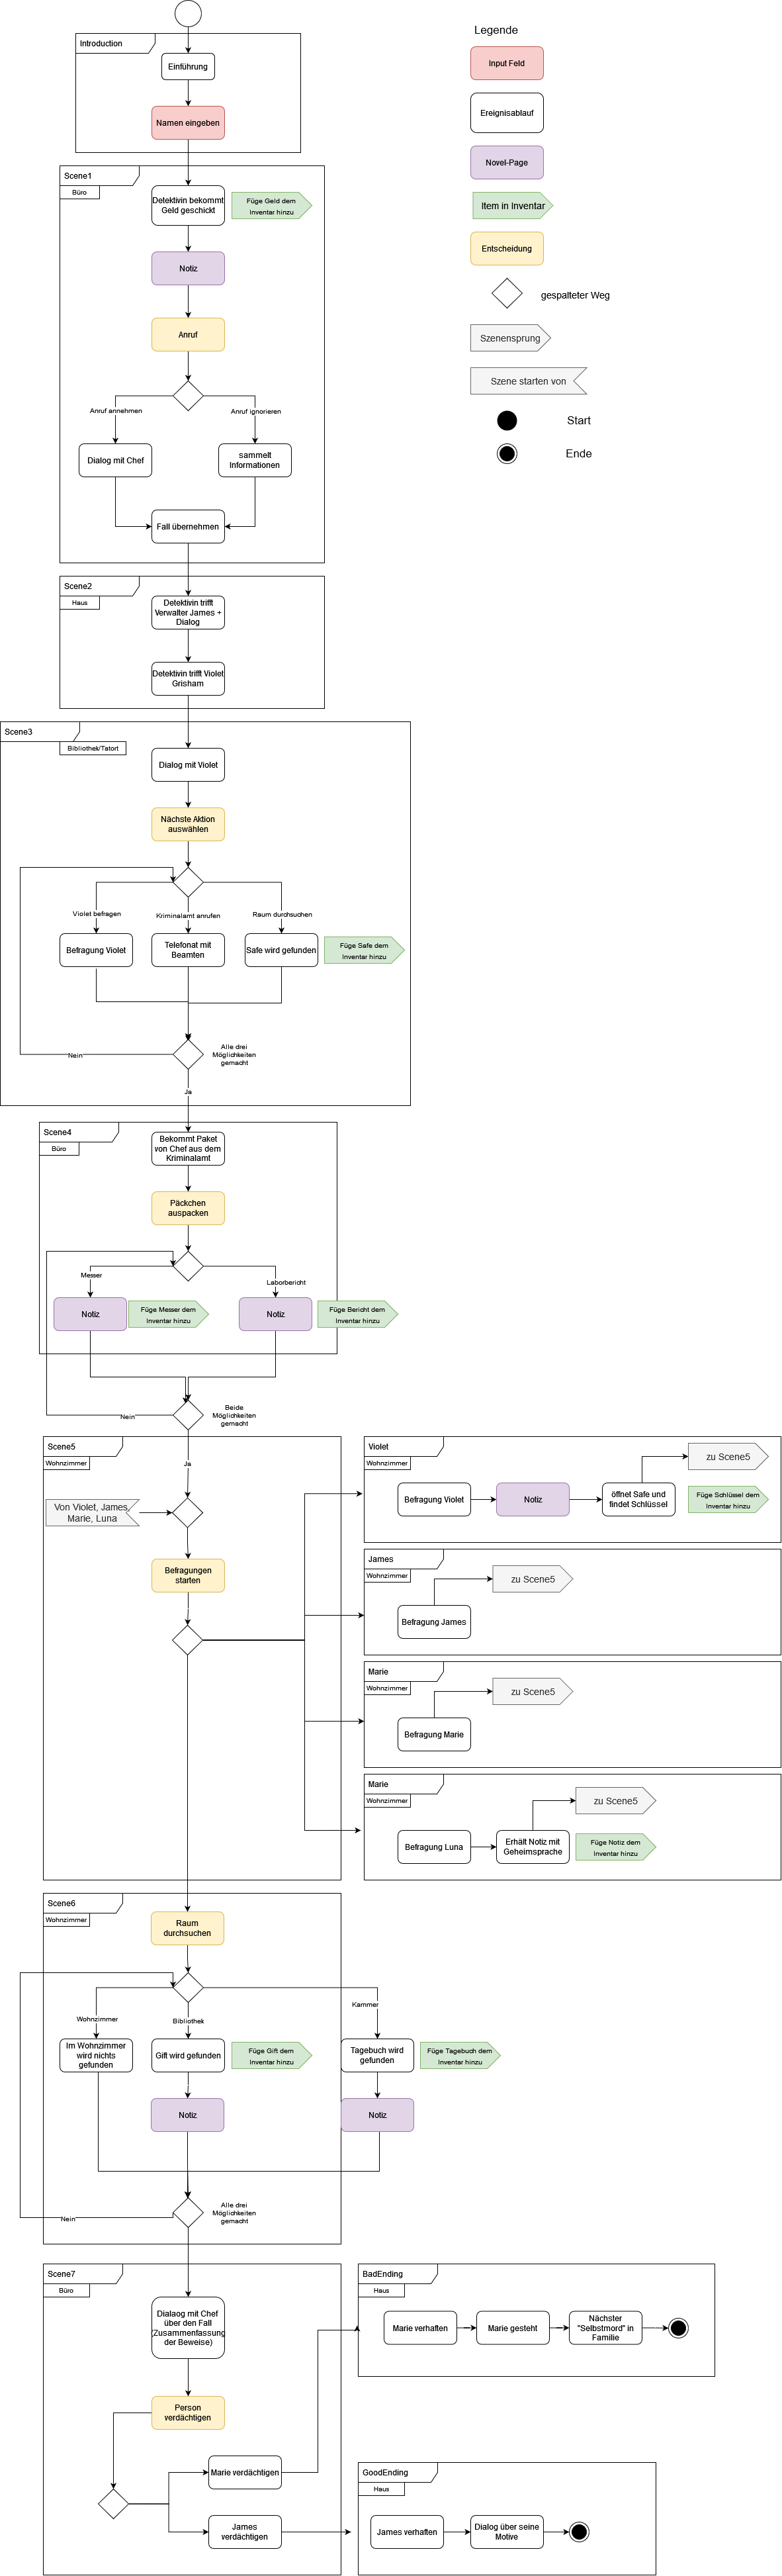 Legende
Introduction
Einführung
Input Feld
Ereignisablauf
Namen eingeben
Novel-Page
Scene1
Büro
Detektivin bekommt
Geld geschickt
Füge Geld dem
Inventar hinzu
Item in Inventar
Entscheidung
Notiz
gespalteter Weg
Anruf
Szenensprung
Szene starten von
Anruf annehmen
Anruf ignorieren
Start
Dialog mit Chef
sammelt
Informationen
Ende
Fall übernehmen
Scene2
Haus
Detektivin trifft
Verwalter James +
Dialog
Detektivin trifft Violet
Grisham
Scene3
Bibliothek/Tatort
Dialog mit Violet
Nächste Aktion
auswählen
Violet befragen
Kriminalamt anrufen
Raum durchsuchen
Befragung Violet
Telefonat mit
Beamten
Safe wird gefunden
Füge Safe dem
Inventar hinzu
Alle drei
Möglichkeiten
gemacht
Nein
Ja
Scene4
Büro
Bekommt Paket
von Chef aus dem
Kriminalamt
Päckchen
auspacken
Messer
Laborbericht
Notiz
Füge Messer dem
Inventar hinzu
Notiz
Füge Bericht dem
Inventar hinzu
Beide
Möglichkeiten
gemacht
Nein
Scene5
Wohnzimmer
Ja
Von Violet, James,
Marie, Luna
Befragungen
starten
Violet
Wohnzimmer
zu Scene5
Befragung Violet
Notiz
öffnet Safe und
findet Schlüssel
Füge Schlüssel dem
Inventar hinzu
James
Wohnzimmer
zu Scene5
Befragung James
Marie
Wohnzimmer
zu Scene5
Befragung Marie
Marie
Wohnzimmer
zu Scene5
Befragung Luna
Erhält Notiz mit
Geheimsprache
Füge Notiz dem
Inventar hinzu
Scene6
Wohnzimmer
Raum
durchsuchen
Wohnzimmer
Bibliothek
Kammer
Im Wohnzimmer
wird nichts
gefunden
Gift wird gefunden
Füge Gift dem
Inventar hinzu
Tagebuch wird
gefunden
Füge Tagebuch dem
Inventar hinzu
Notiz
Notiz
Alle drei
Möglichkeiten
gemacht
Nein
Scene7
Büro
Dialaog mit Chef
über den Fall
(Zusammenfassung
der Beweise)
Person
verdächtigen
Marie verdächtigen
James
verdächtigen
BadEnding
Haus
Marie verhaften
Marie gesteht
Nächster
"Selbstmord" in
Familie
GoodEnding
Haus
James verhaften
Dialog über seine
Motive